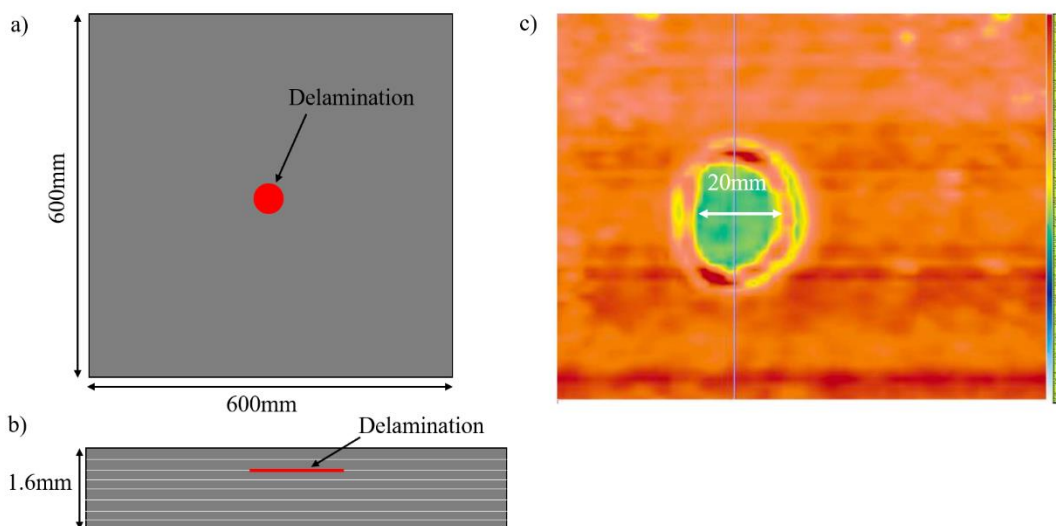 a)
Delamination
600mm
600mm
b)
Delamination
1.6mm
c)
20mm